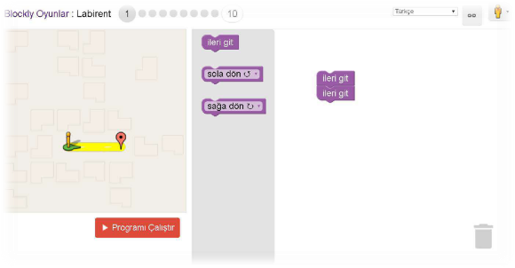 Blockly Oyunlar : Labirent 1 10
Türkçe
ileri git
sola dön ↺
sağa dön ↻
ileri git
ileri git
Programı Çalıştır